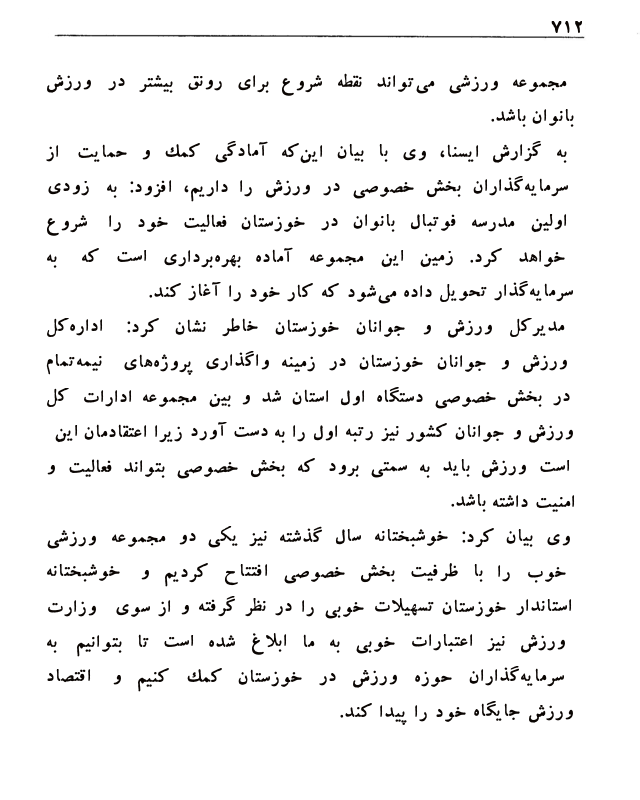 ۷۱۲
مجموعه ورزشی می‌تواند نقطه شروع برای رونق بیشتر در ورزش
بانوان باشد.
به گزارش ایسنا، وی با بیان این‌که آمادگی کمك و حمایت از
سرمایه‌گذاران بخش خصوصی در ورزش را داریم، افزود: به زودی
اولین مدرسه فوتبال بانوان در خوزستان فعالیت خود را شروع
خواهد کرد. زمین این مجموعه آماده بهره‌برداری است که به
سرمایه‌گذار تحویل داده می‌شود که کار خود را آغاز کند.
مدیرکل ورزش و جوانان خوزستان خاطر نشان کرد: اداره‌کل
ورزش و جوانان خوزستان در زمینه واگذاری پروژه‌های نیمه‌تمام
در بخش خصوصی دستگاه اول استان شد و بین مجموعه ادارات کل
ورزش و جوانان کشور نیز رتبه اول را به دست آورد زیرا اعتقادمان این
است ورزش باید به سمتی برود که بخش خصوصی بتواند فعالیت و
امنیت داشته باشد.
وی بیان کرد: خوشبختانه سال گذشته نیز یکی دو مجموعه ورزشی
خوب را با ظرفیت بخش خصوصی افتتاح کردیم و خوشبختانه
استاندار خوزستان تسهیلات خوبی را در نظر گرفته و از سوی وزارت
ورزش نیز اعتبارات خوبی به ما ابلاغ شده است تا بتوانیم به
سرمایه‌گذاران حوزه ورزش در خوزستان کمك کنیم و اقتصاد
ورزش جایگاه خود را پیدا کند.